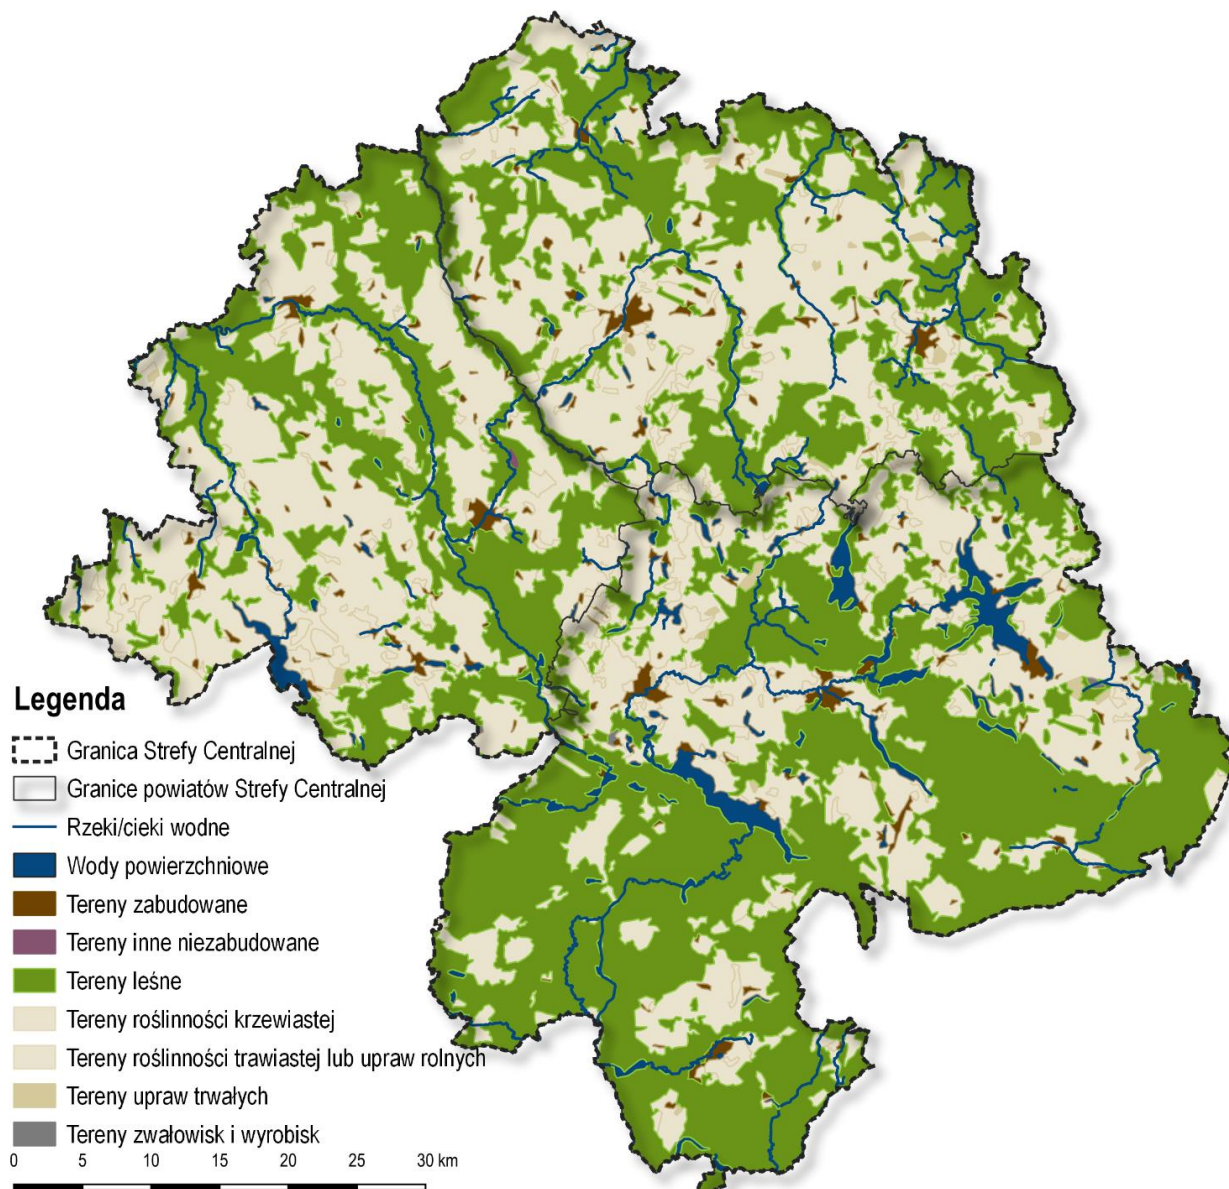 Legenda
Granica Strefy Centralnej
Granice powiatów Strefy Centralnej
Rzeki/cieki wodne
Wody powierzchniowe
Tereny zabudowane
Tereny inne niezabudowane
Tereny leśne
Tereny roślinności krzewiastej
Tereny roślinności trawiastej lub upraw rolnych
Tereny upraw trwałych
Tereny zwałowisk i wyrobisk
0 5 10 15 20 25 30 km